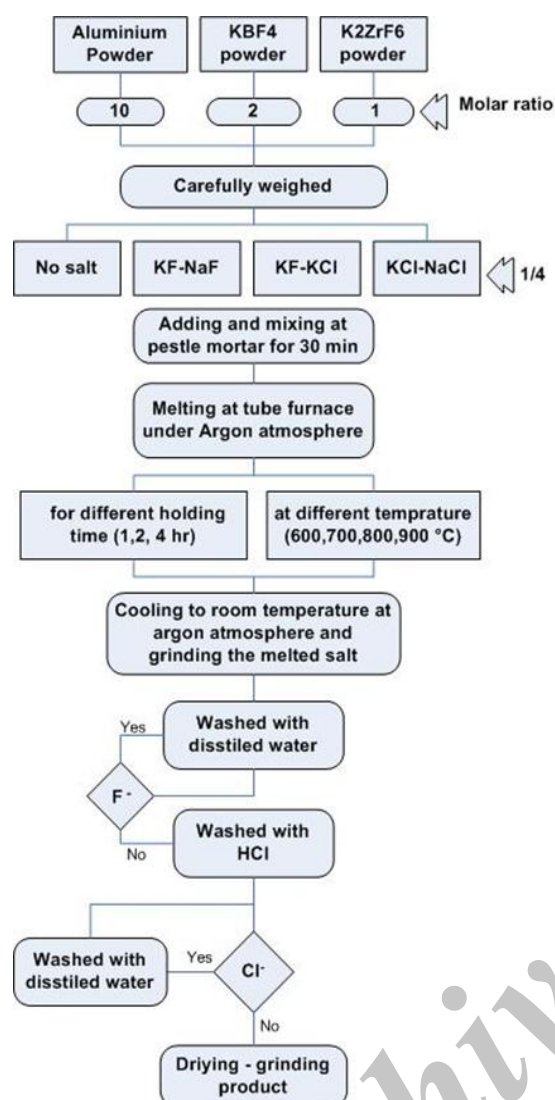 Aluminium
Powder
KBF4
powder
K2ZrF6
powder
10
2
1
Molar ratio
Carefully weighed
No salt
KF-NaF
KF-KCl
KCl-NaCl
1/4
Adding and mixing at
pestle mortar for 30 min
Melting at tube furnace
under Argon atmosphere
for different holding
time (1,2, 4 hr)
at different temprature
(600,700,800,900 °C)
Cooling to room temperature at
argon atmosphere and
grinding the melted salt
Washed with
disstiled water
Yes
F -
No
Washed with
HCl
Washed with
disstiled water
Yes
Cl-
No
Driying - grinding
product